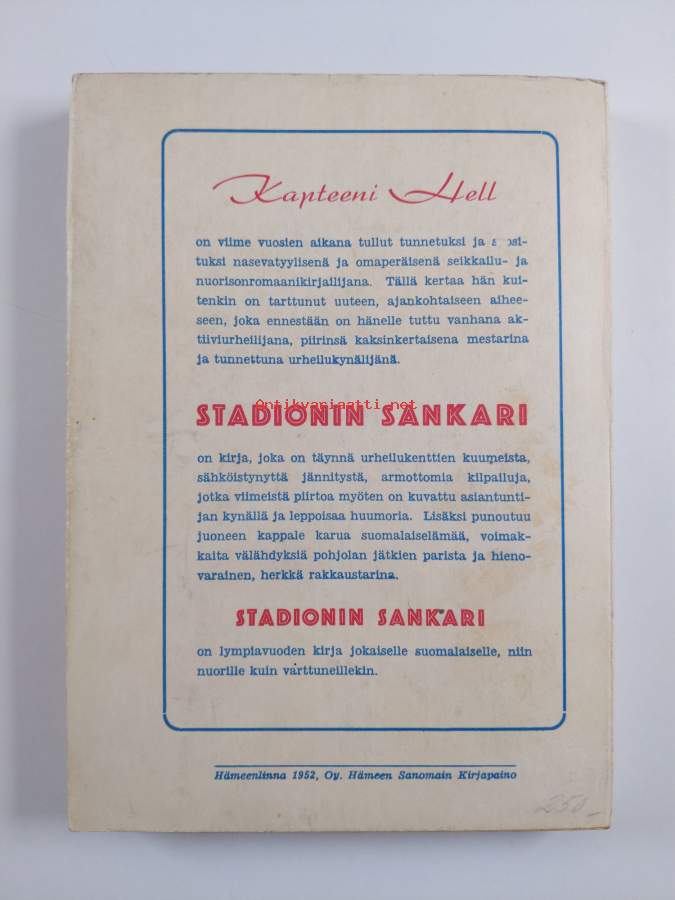 Kapteeni Hell
on viime vuosien aikana tullut tunnetuksi ja suosi-
tuksi nasevatyylisenä ja omaperäisenä seikkailu- ja
nuorisonromaanikirjailijana. Tällä kertaa hän kui-
tenkin on tarttunut uuteen, ajankohtaiseen aihee-
seen, joka ennestään on hänelle tuttu vanhana ak-
tiiviurheilijana, piirinsä kaksinkertaisena mestarina
ja tunnettuna urheilukynälijänä.
Antikvariaatti.net
STADIONIN SANKARI
on kirja, joka on täynnä urheilukenttien kuumeista,
sähköistynyttä jännitystä, armottomia kilpailuja,
jotka viimeistä piirtoa myöten on kuvattu asiantunti-
jan kynällä ja leppoisaa huumoria. Lisäksi punoutuu
juoneen kappale karua suomalaiselämää, voimak-
kaita välähdyksiä pohjolan jätkien parista ja hieno-
varainen, herkkä rakkaustarina.
STADIONIN SANKARI
on lympiavuoden kirja jokaiselle suomalaiselle, niin
nuorille kuin varttuneillekin.
Hämeenlinna 1952, Oy. Hämeen Sanomain Kirjapaino
250_